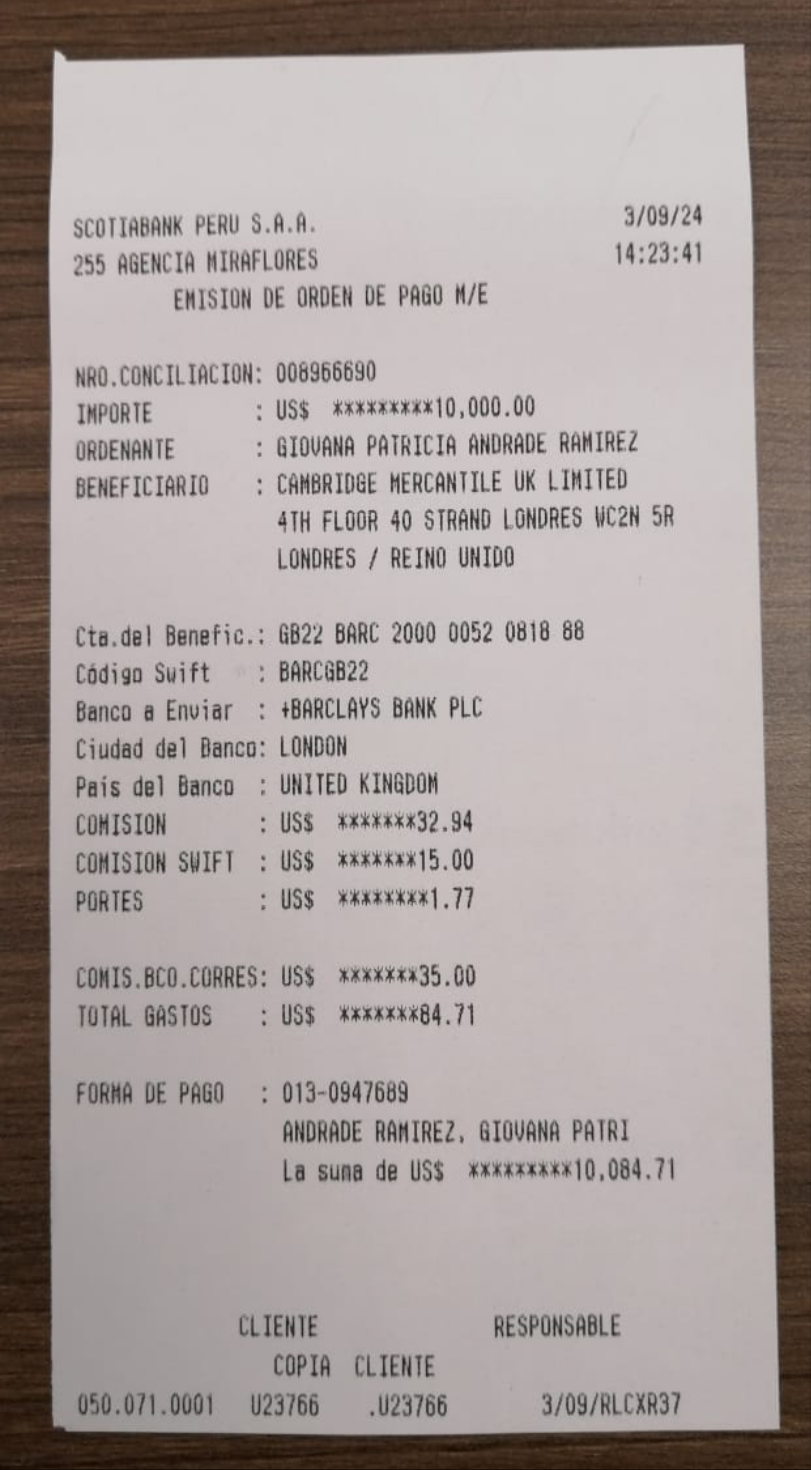 SCOTIABANK PERU S.A.A. 3/09/24
255 AGENCIA MIRAFLORES 14:23:41
EMISION DE ORDEN DE PAGO M/E
NRO.CONCILIACION: 008966690
IMPORTE : US$ *********10,000.00
ORDENANTE : GIOVANA PATRICIA ANDRADE RAMIREZ
BENEFICIARIO : CAMBRIDGE MERCANTILE UK LIMITED
4TH FLOOR 40 STRAND LONDRES WC2N 5R
LONDRES / REINO UNIDO
Cta.del Benefic.: GB22 BARC 2000 0052 0818 88
Código Swift : BARCGB22
Banco a Enviar : +BARCLAYS BANK PLC
Ciudad del Banco: LONDON
País del Banco : UNITED KINGDOM
COMISION : US$ *******32.94
COMISION SWIFT : US$ *******15.00
PORTES : US$ ********1.77
COMIS.BCO.CORRES: US$ *******35.00
TOTAL GASTOS : US$ *******84.71
FORMA DE PAGO : 013-0947689
ANDRADE RAMIREZ, GIOVANA PATRI
La suma de US$ *********10,084.71
CLIENTE RESPONSABLE
COPIA CLIENTE
050.071.0001 U23766 .U23766 3/09/RLCXR37